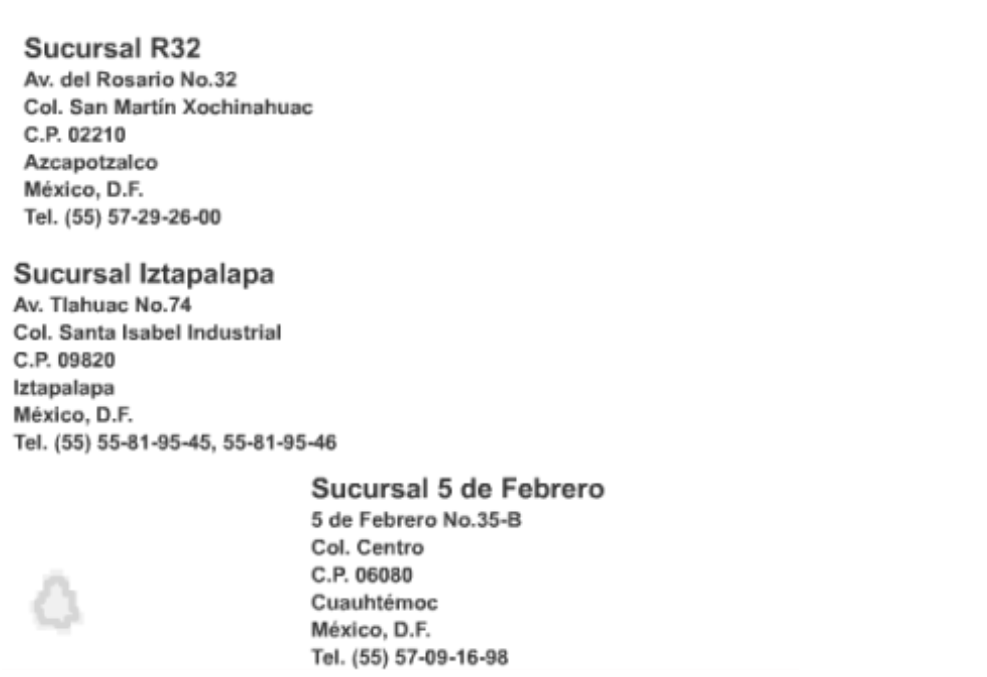 Sucursal R32
Av. del Rosario No.32
Col. San Martín Xochinahuac
C.P. 02210
Azcapotzalco
México, D.F.
Tel. (55) 57-29-26-00
Sucursal Iztapalapa
Av. Tlahuac No.74
Col. Santa Isabel Industrial
C.P. 09820
Iztapalapa
México, D.F.
Tel. (55) 55-81-95-45, 55-81-95-46
Sucursal 5 de Febrero
5 de Febrero No.35-B
Col. Centro
C.P. 06080
Cuauhtémoc
México, D.F.
Tel. (55) 57-09-16-98